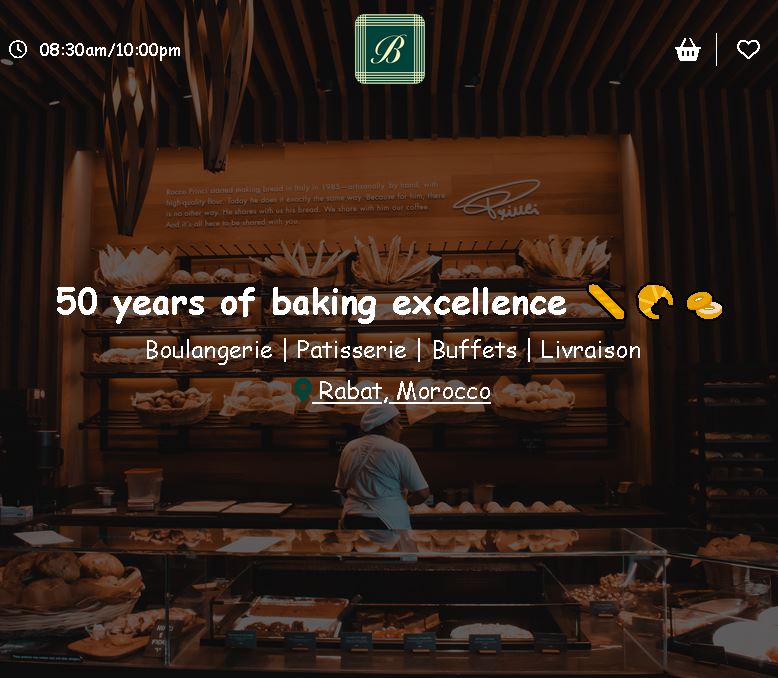 08:30am/10:00pm
B
Rocco Princi started making bread in Italy in 1985—artisanally, by hand, with
high-quality flour. Today he does it exactly the same way. Because for him, there
is no other way. He shares with us his bread. We share with him our coffee.
And it's all here to be shared with you.
Princi
50 years of baking excellence
Boulangerie | Patisserie | Buffets | Livraison
Rabat, Morocco